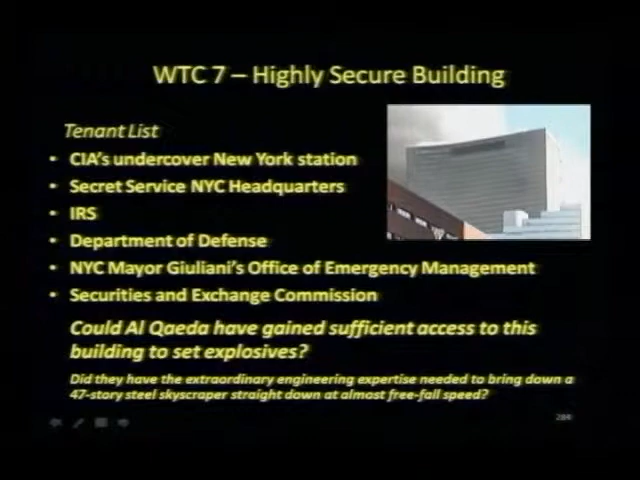 WTC 7 – Highly Secure Building
Tenant List
• CIA's undercover New York station
• Secret Service NYC Headquarters
• IRS
• Department of Defense
• NYC Mayor Giuliani's Office of Emergency Management
• Securities and Exchange Commission
Could Al Qaeda have gained sufficient access to this
building to set explosives?
Did they have the extraordinary engineering expertise needed to bring down a
47-story steel skyscraper straight down at almost free-fall speed?
284